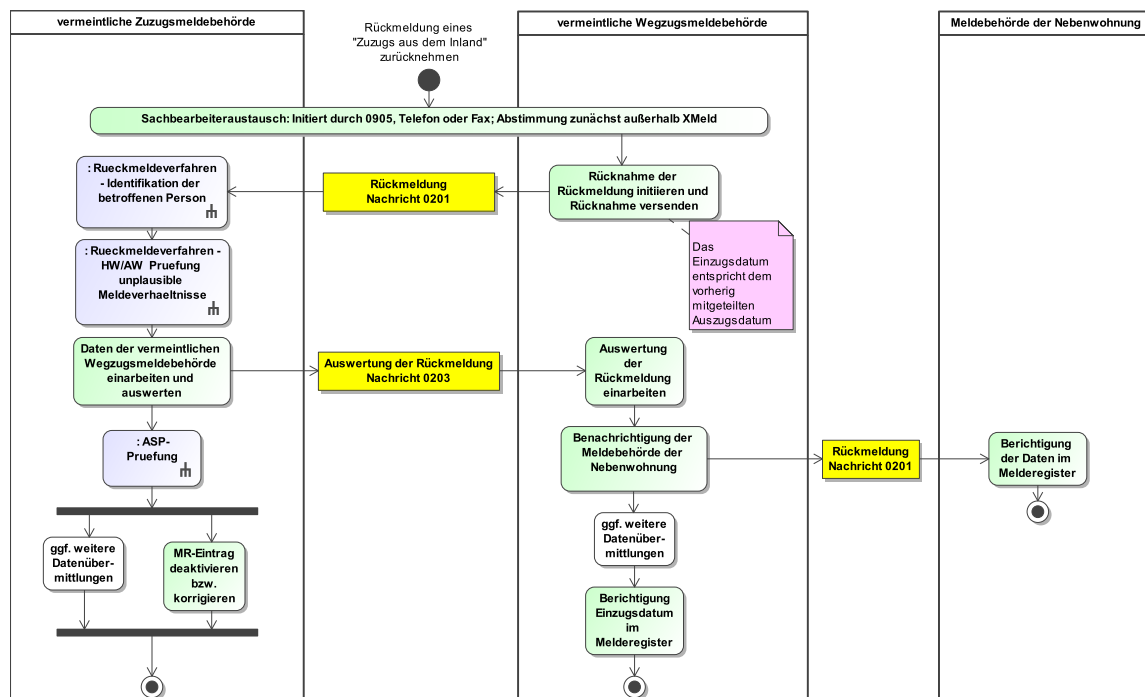 vermeintliche Zuzugsmeldebehörde
vermeintliche Wegzugsmeldebehörde
Meldebehörde der Nebenwohnung
Rückmeldung eines
"Zuzugs aus dem Inland"
zurücknehmen
Sachbearbeiteraustausch: Initiert durch 0905, Telefon oder Fax; Abstimmung zunächst außerhalb XMeld
: Rueckmeldeverfahren
- Identifikation der
betroffenen Person
Rückmeldung
Nachricht 0201
Rücknahme der
Rückmeldung initiieren und
Rücknahme versenden
Das
Einzugsdatum
entspricht dem
vorherig
mitgeteilten
Auszugsdatum
: Rueckmeldeverfahren -
HW/AW Pruefung
unplausible
Meldeverhaeltnisse
Daten der vermeintlichen
Wegzugsmeldebehörde
einarbeiten und
auswerten
Auswertung der Rückmeldung
Nachricht 0203
Auswertung
der
Rückmeldung
einarbeiten
: ASP-
Pruefung
Benachrichtigung der
Meldebehörde der
Nebenwohnung
Rückmeldung
Nachricht 0201
Berichtigung
der Daten im
Melderegister
ggf. weitere
Datenüber-
mittlungen
MR-Eintrag
deaktivieren
bzw.
korrigieren
ggf. weitere
Datenüber-
mittlungen
Berichtigung
Einzugsdatum
im
Melderegister